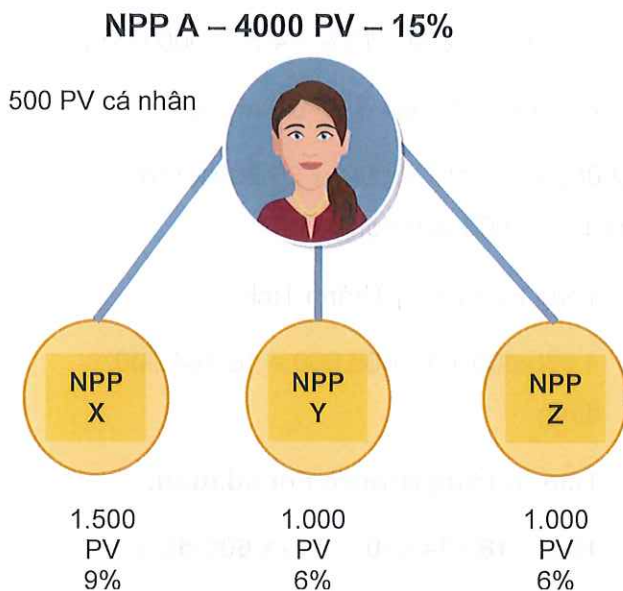 NPP A – 4000 PV – 15%
500 PV cá nhân
NPP
X
NPP
Y
NPP
Z
1.500
PV
9%
1.000
PV
6%
1.000
PV
6%